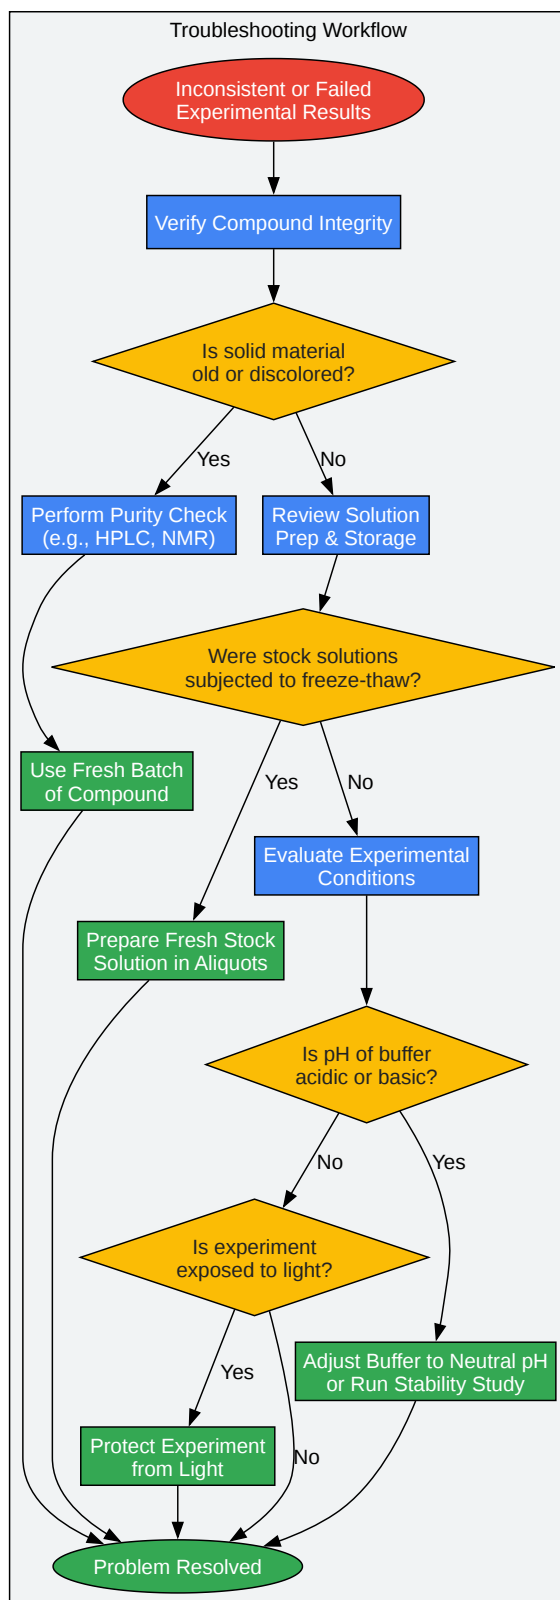 Troubleshooting Workflow
Inconsistent or Failed
Experimental Results
Verify Compound Integrity
Is solid material
old or discolored?
Yes
No
Perform Purity Check
(e.g., HPLC, NMR)
Review Solution
Prep & Storage
Were stock solutions
subjected to freeze-thaw?
Use Fresh Batch
of Compound
Yes
No
Evaluate Experimental
Conditions
Prepare Fresh Stock
Solution in Aliquots
Is pH of buffer
acidic or basic?
No
Yes
Is experiment
exposed to light?
Adjust Buffer to Neutral pH
or Run Stability Study
Yes
Protect Experiment
from Light
No
Problem Resolved